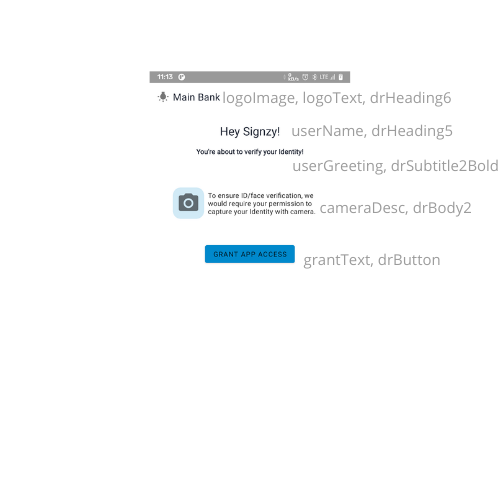 11:13 LTE
Main Bank logoImage, logoText, drHeading6
Hey Signzy! userName, drHeading5
You're about to verify your Identity!
userGreeting, drSubtitle2Bold
To ensure ID/face verification, we
would require your permission to
capture your Identity with camera.
cameraDesc, drBody2
GRANT APP ACCESS
grantText, drButton